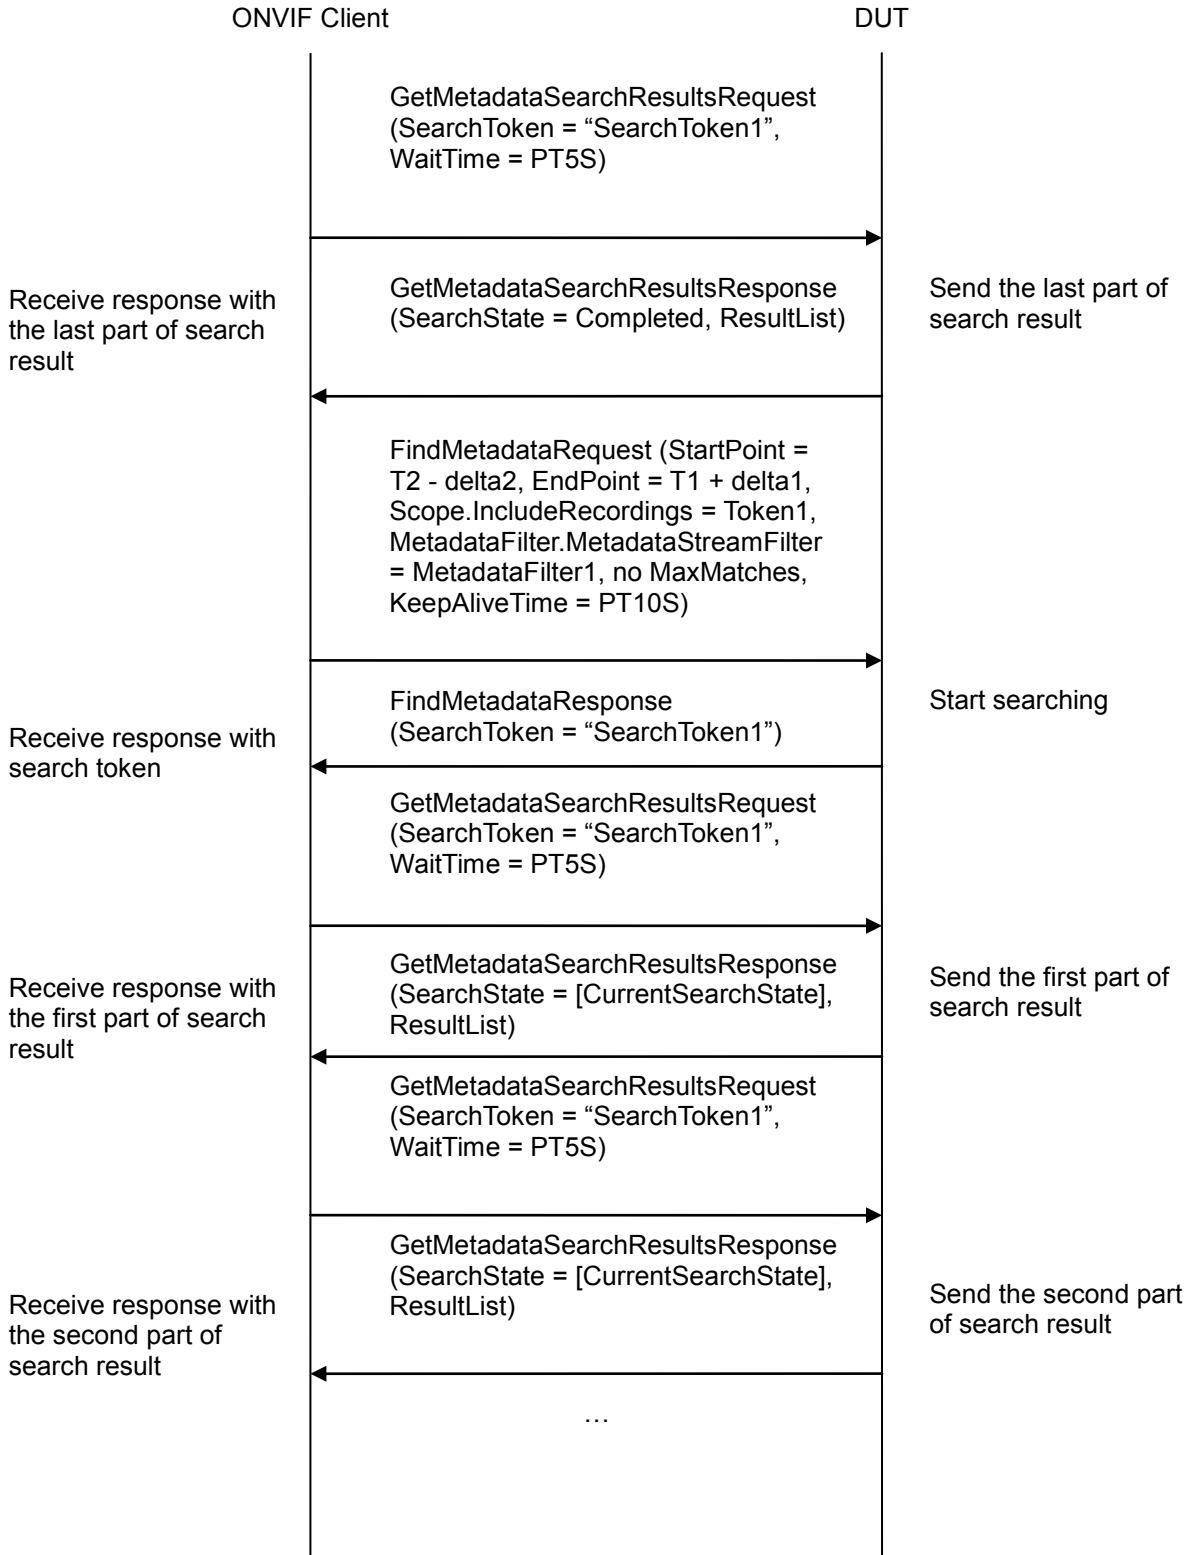 ONVIF Client
DUT
GetMetadataSearchResultsRequest
(SearchToken = “SearchToken1”,
WaitTime = PT5S)
Receive response with
the last part of search
result
GetMetadataSearchResultsResponse
(SearchState = Completed, ResultList)
Send the last part of
search result
FindMetadataRequest (StartPoint =
T2 - delta2, EndPoint = T1 + delta1,
Scope.IncludeRecordings = Token1,
MetadataFilter.MetadataStreamFilter
= MetadataFilter1, no MaxMatches,
KeepAliveTime = PT10S)
Receive response with
search token
FindMetadataResponse
(SearchToken = “SearchToken1”)
Start searching
GetMetadataSearchResultsRequest
(SearchToken = “SearchToken1”,
WaitTime = PT5S)
Receive response with
the first part of search
result
GetMetadataSearchResultsResponse
(SearchState = [CurrentSearchState],
ResultList)
Send the first part of
search result
GetMetadataSearchResultsRequest
(SearchToken = “SearchToken1”,
WaitTime = PT5S)
Receive response with
the second part of
search result
GetMetadataSearchResultsResponse
(SearchState = [CurrentSearchState],
ResultList)
Send the second part
of search result
…